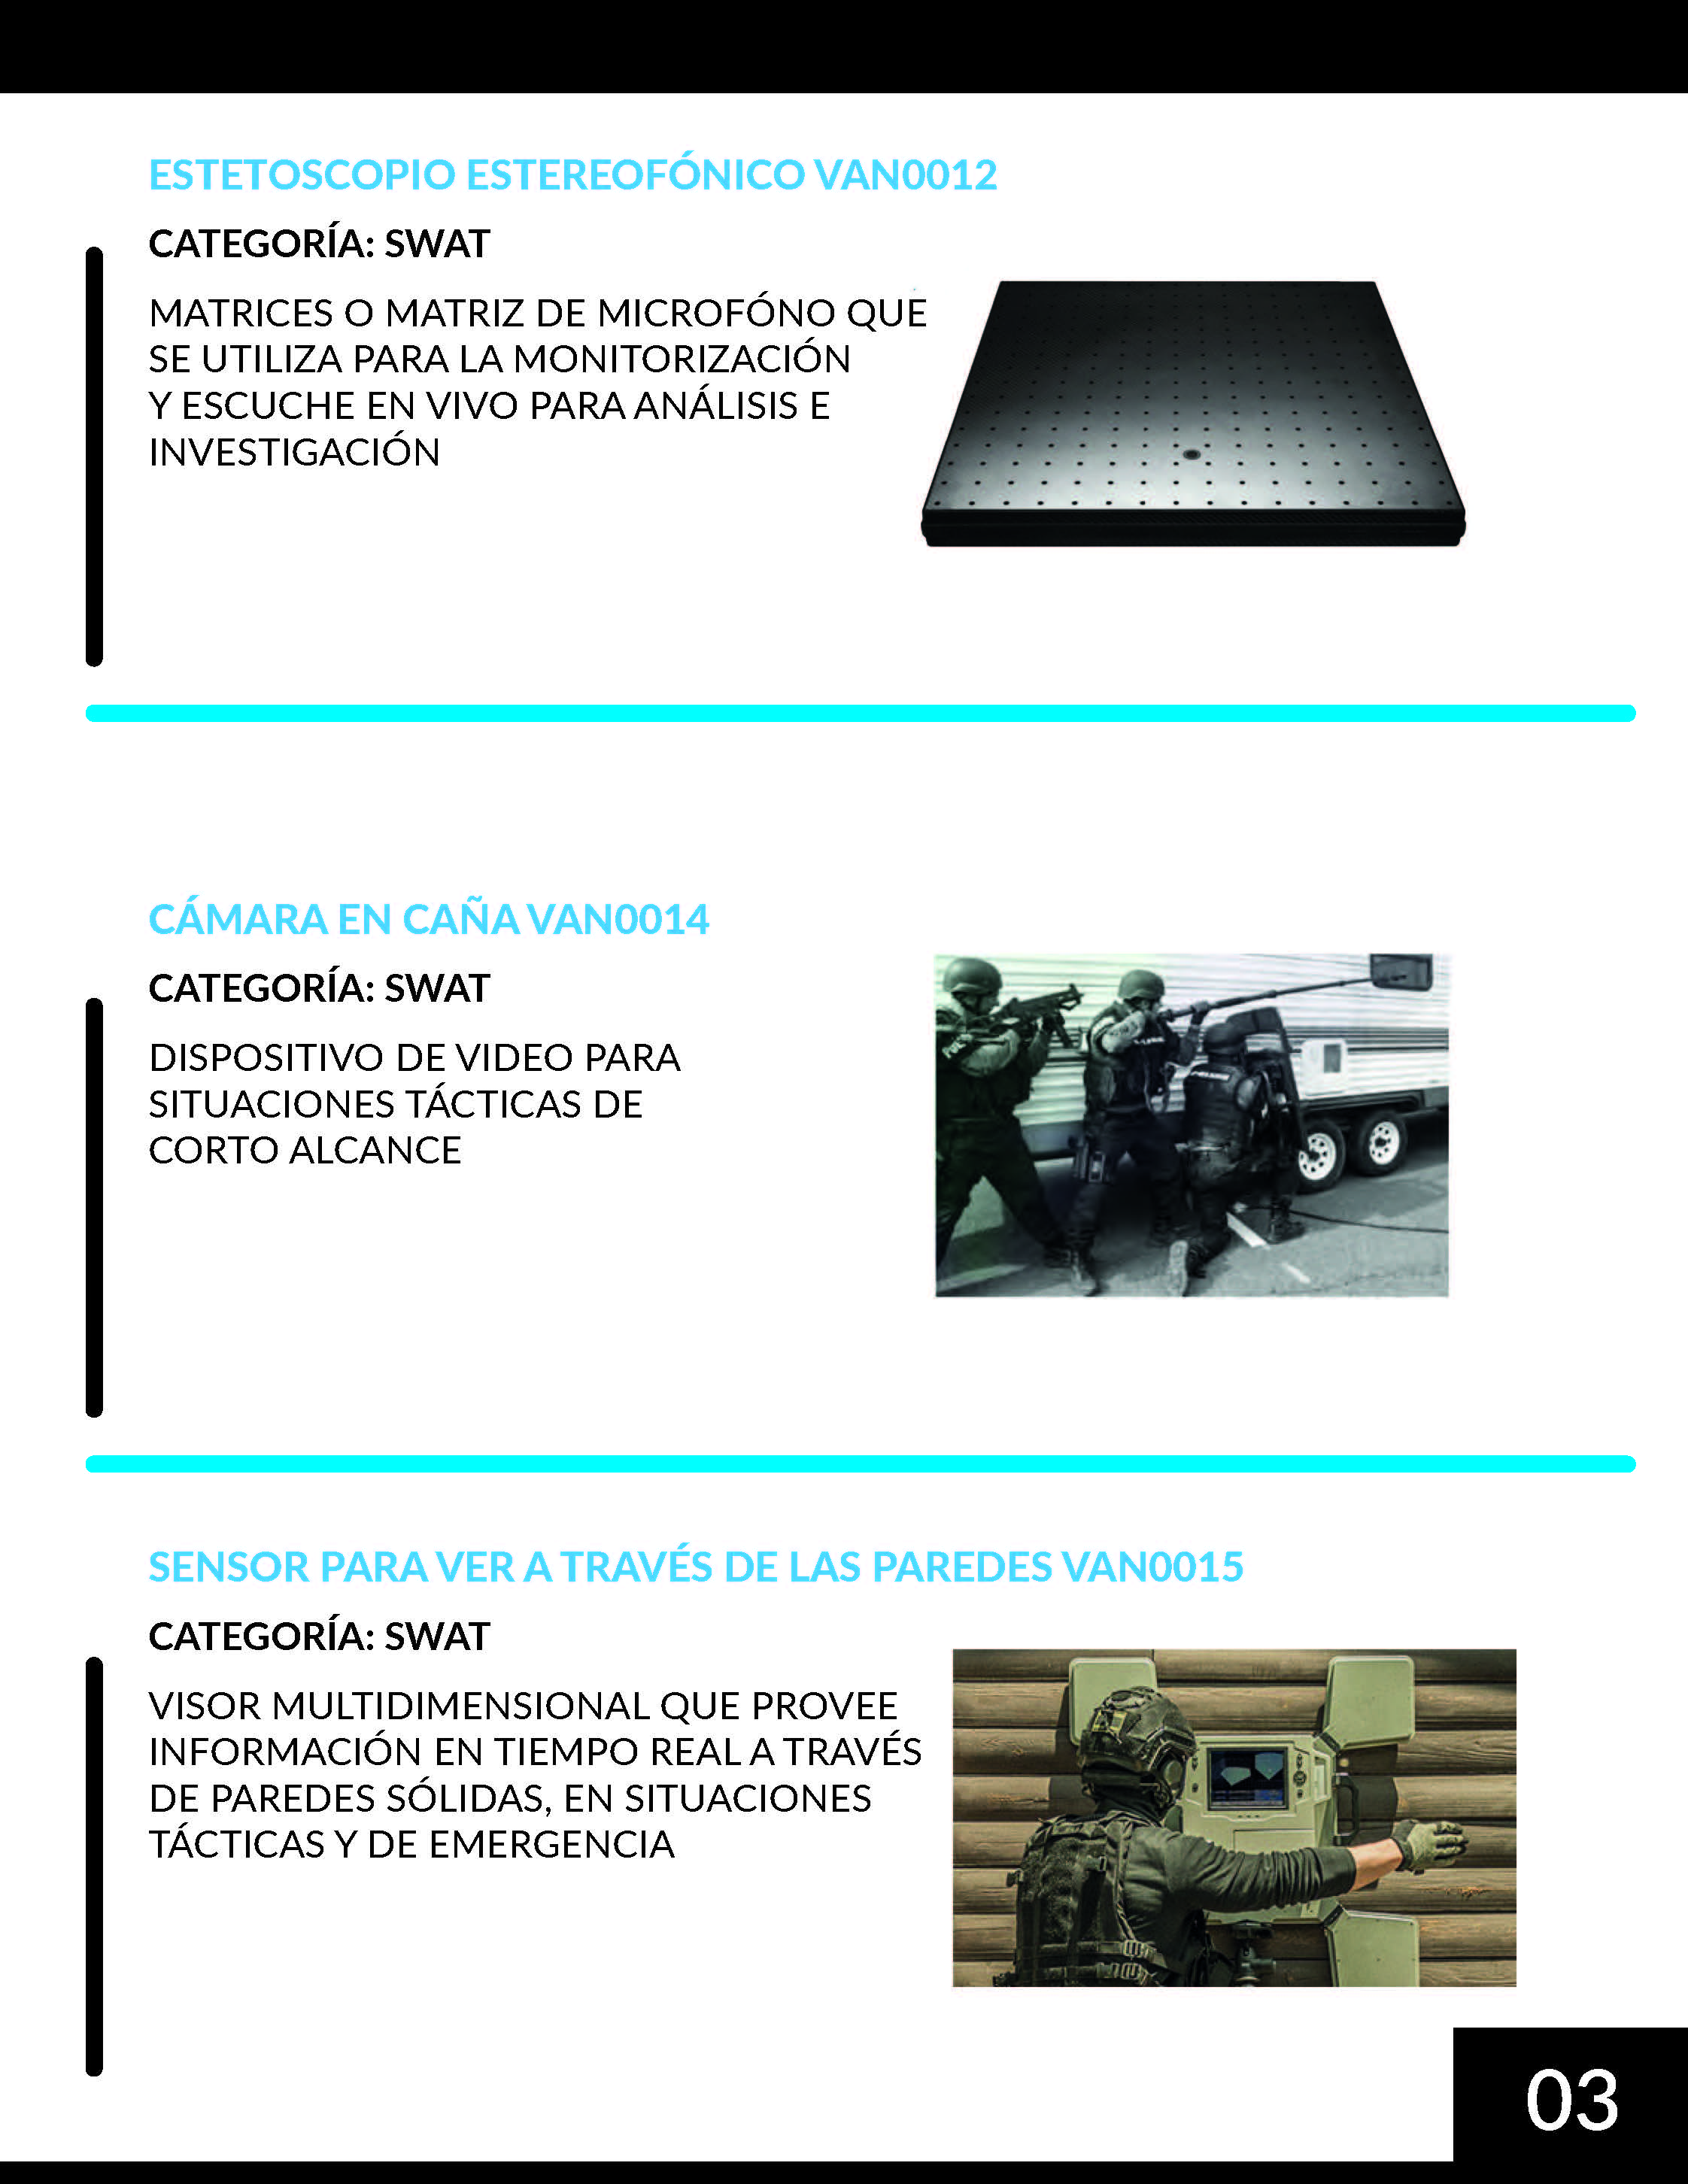 ESTETOSCOPIO ESTEREOFÓNICO VAN0012
CATEGORÍA: SWAT
MATRICES O MATRIZ DE MICROFÓNO QUE
SE UTILIZA PARA LA MONITORIZACIÓN
Y ESCUCHE EN VIVO PARA ANÁLISIS E
INVESTIGACIÓN
CÁMARA EN CAÑA VAN0014
CATEGORÍA: SWAT
DISPOSITIVO DE VIDEO PARA
SITUACIONES TÁCTICAS DE
CORTO ALCANCE
SENSOR PARA VER A TRAVÉS DE LAS PAREDES VAN0015
CATEGORÍA: SWAT
VISOR MULTIDIMENSIONAL QUE PROVEE
INFORMACIÓN EN TIEMPO REAL A TRAVÉS
DE PAREDES SÓLIDAS, EN SITUACIONES
TÁCTICAS Y DE EMERGENCIA
03